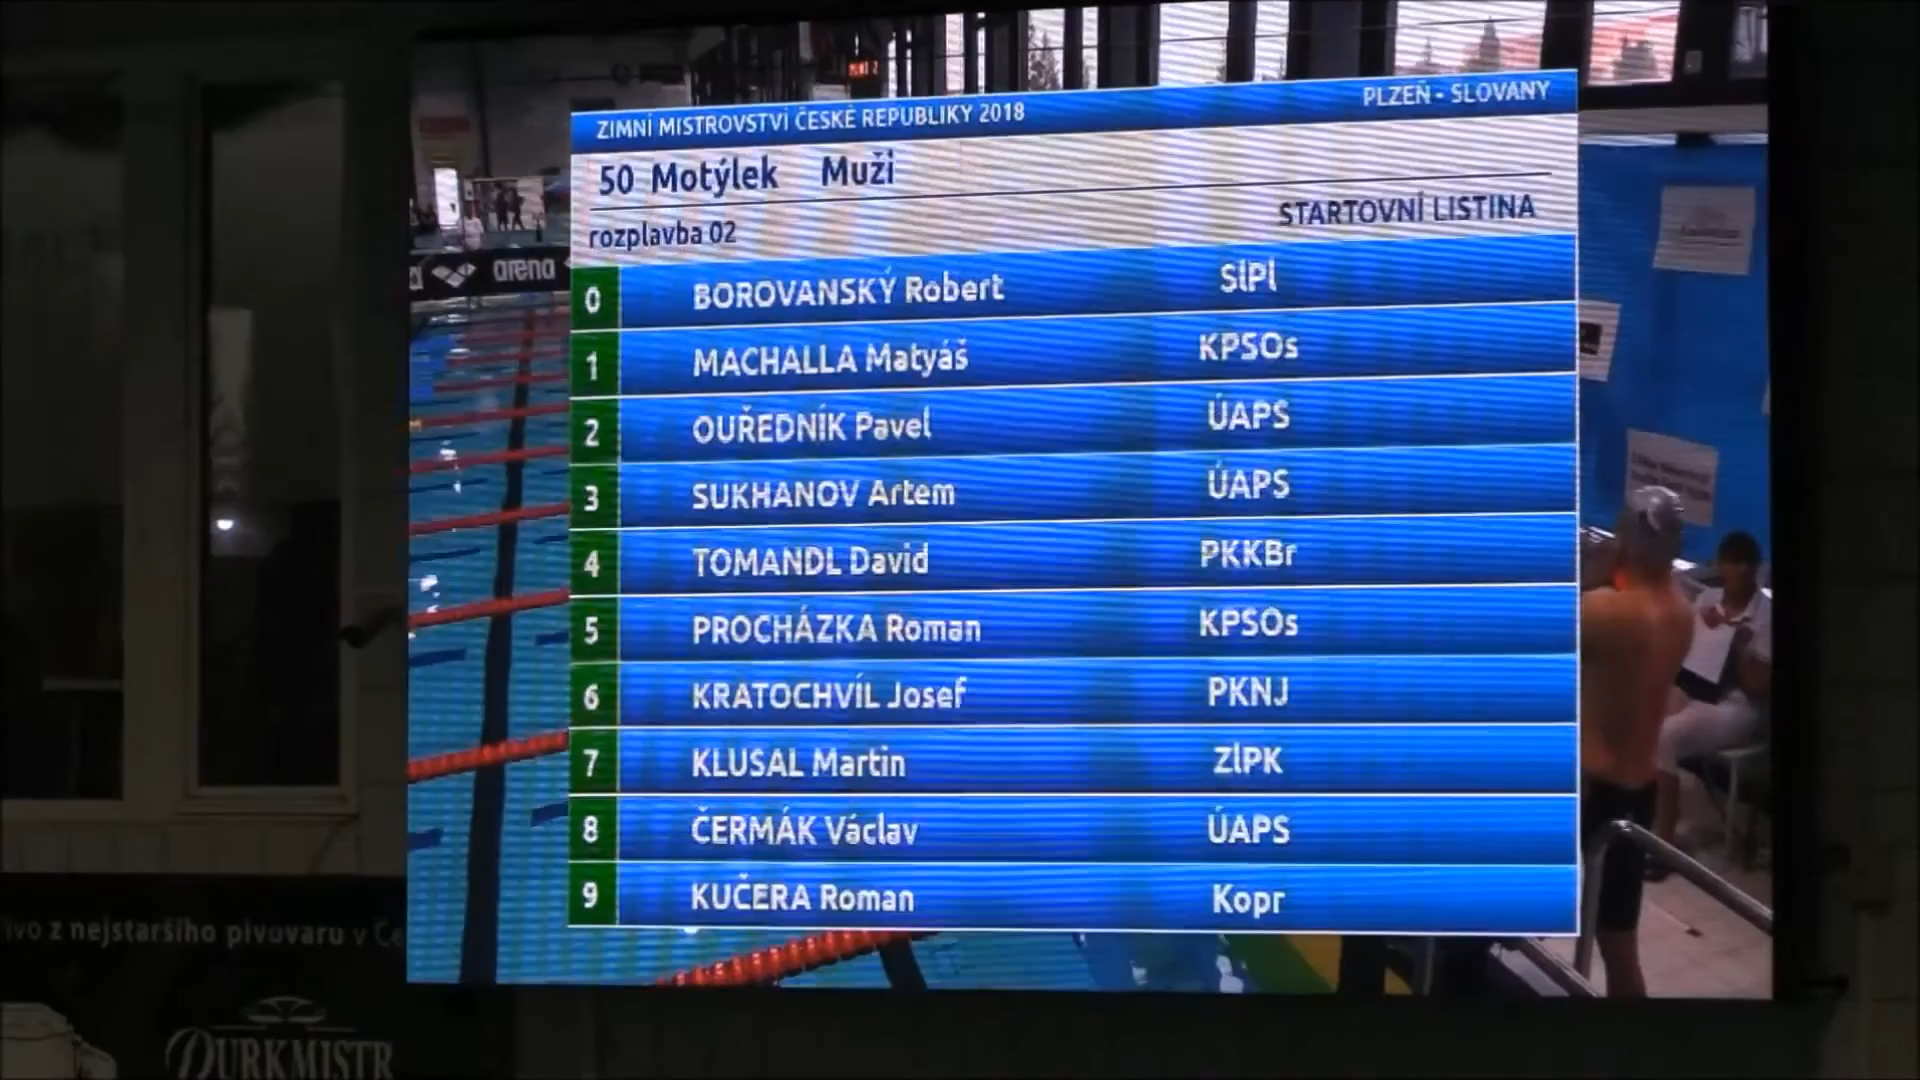 ZIMNÍ MISTROVSTVÍ ČESKÉ REPUBLIKY 2018 PLZEŇ - SLOVANY
50 Motýlek Muži
STARTOVNÍ LISTINA
rozplavba 02
arena
0 BOROVANSKÝ Robert SlPl
1 MACHALLA Matyáš KPSOs
2 OUŘEDNÍK Pavel ÚAPS
3 SUKHANOV Artem ÚAPS
4 TOMANDL David PKKBr
5 PROCHÁZKA Roman KPSOs
6 KRATOCHVÍL Josef PKNJ
7 KLUSAL Martin ZlPK
8 ČERMÁK Václav ÚAPS
9 KUČERA Roman Kopr
z nejstaršího pivovaru v
PURKMISTR